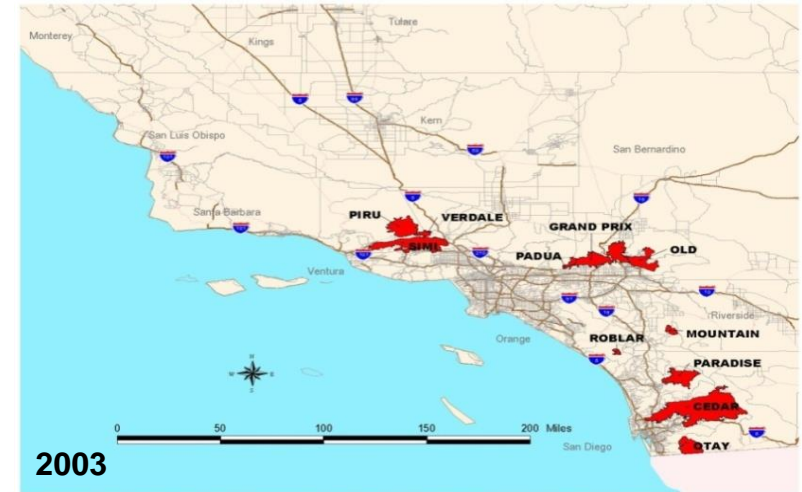 Tulare
Monterey
Kings
Kern
San Luis Obispo
San Bernardino
Santa Barbara
PIRU
VERDALE
GRAND PRIX
SIMI
PADUA
OLD
Ventura
Riverside
ROBLAR
MOUNTAIN
Orange
PARADISE
CEDAR
0 50 100 150 200 Miles
San Diego
OTAY
2003